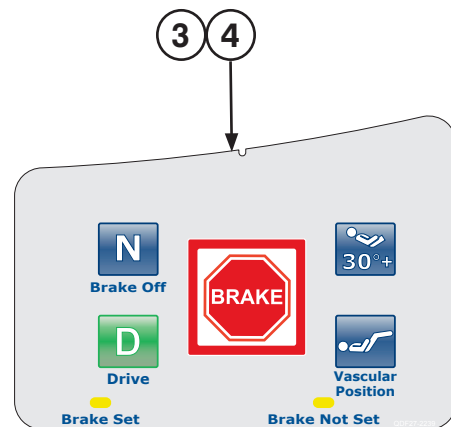 3 4
N
Brake Off
BRAKE
30°+
D
Drive
Vascular
Position
Brake Set
Brake Not Set